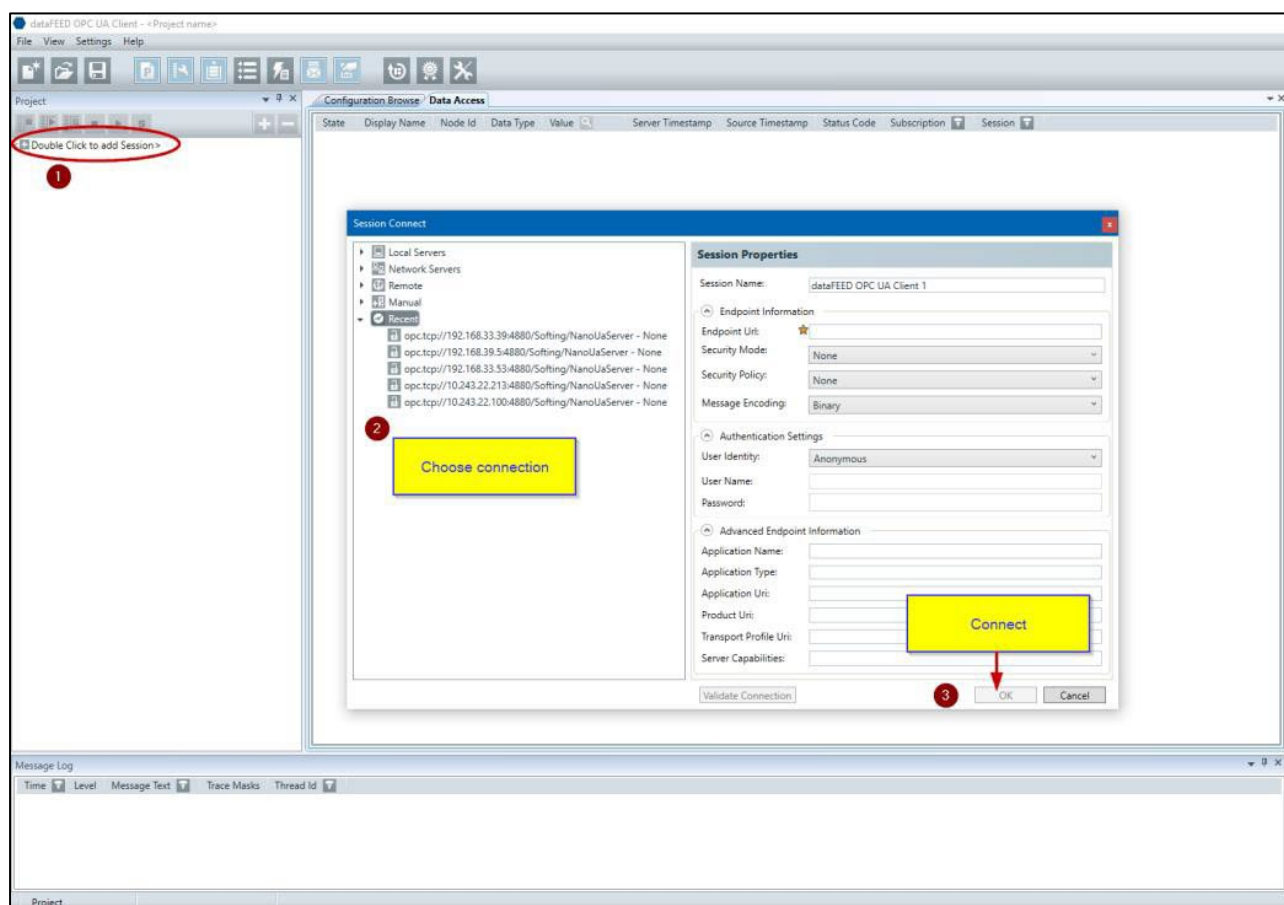 dataFEED OPC UA Client - <Project name>
File View Settings Help
Project
Configuration Browse Data Access
State Display Name Node Id Data Type Value Server Timestamp Source Timestamp Status Code Subscription Session
Double Click to add Session>
1
Session Connect
Local Servers
Network Servers
Remote
Manual
Recent
opc.tcp://192.168.33.39:4880/Softing/NanoUaServer - None
opc.tcp://192.168.39.5:4880/Softing/NanoUaServer - None
opc.tcp://192.168.33.53:4880/Softing/NanoUaServer - None
opc.tcp://10.243.22.213:4880/Softing/NanoUaServer - None
opc.tcp://10.243.22.100:4880/Softing/NanoUaServer - None
2
Choose connection
Session Properties
Session Name: dataFEED OPC UA Client 1
Endpoint Information
Endpoint Url:
Security Mode: None
Security Policy: None
Message Encoding: Binary
Authentication Settings
User Identity: Anonymous
User Name:
Password:
Advanced Endpoint Information
Application Name:
Application Type:
Application Uri:
Product Uri:
Transport Profile Uri:
Server Capabilities:
Connect
Validate Connection
3
OK Cancel
Message Log
Time Level Message Text Trace Masks Thread Id
Project